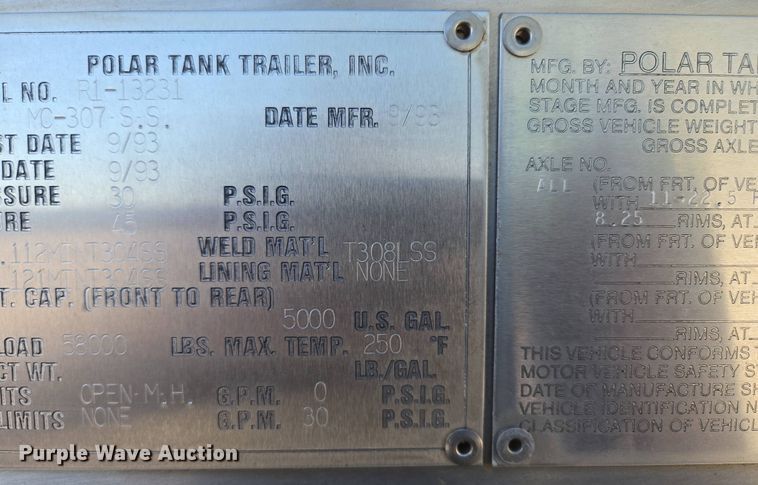 POLAR TANK TRAILER, INC.
L NO. R1-13231
MC-307-S.S. DATE MFR. 9/93
ST DATE 9/93
DATE 9/93
SSURE 30 P.S.I.G.
RE 45 P.S.I.G.
.112MINT304SS WELD MAT'L T308LSS
121MINT304SS LINING MAT'L NONE
T. CAP. (FRONT TO REAR)
5000 U.S. GAL.
LOAD 58000 LBS. MAX. TEMP. 250 °F
CT WT. LB./GAL.
ITS OPEN-M.H. G.P.M. 0 P.S.I.G.
LIMITS NONE G.P.M. 30 P.S.I.G.
MFG. BY: POLAR TA
MONTH AND YEAR IN WH
STAGE MFG. IS COMPLET
GROSS VEHICLE WEIGHT
GROSS AXLE
AXLE NO.
ALL (FROM FRT. OF VE
WITH 11-22.5
8.25 RIMS, AT
(FROM FRT. OF VEH
WITH
RIMS, AT
(FROM FRT. OF VEH
WITH
RIMS, AT
THIS VEHICLE CONFORMS T
MOTOR VEHICLE SAFETY S
DATE OF MANUFACTURE SH
VEHICLE IDENTIFICATION N
CLASSIFICATION OF VEHICL
Purple Wave Auction